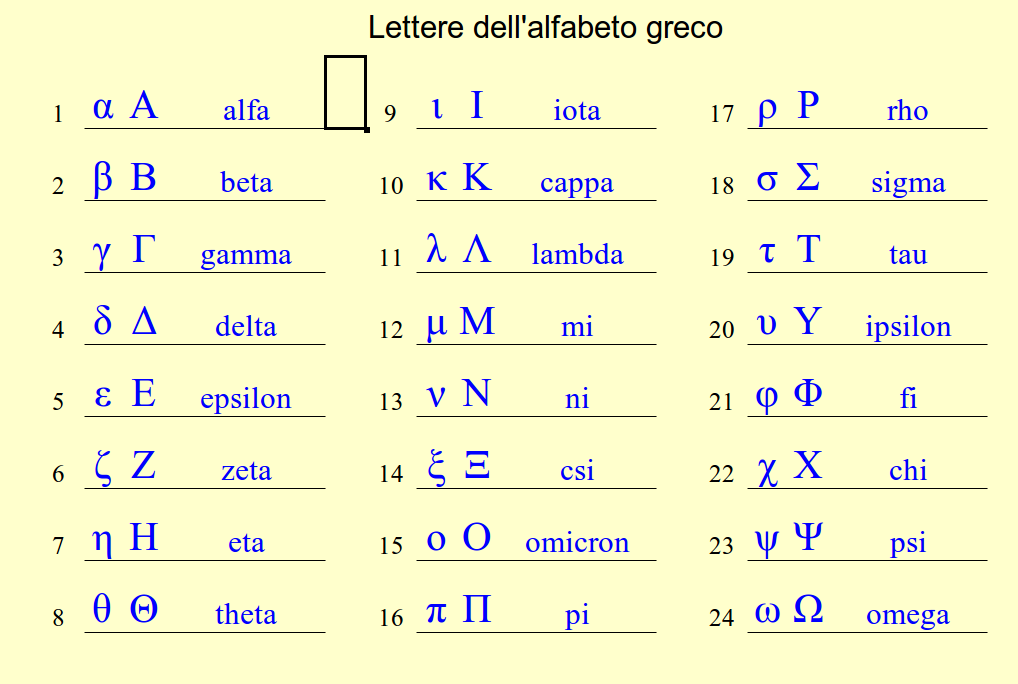 Lettere dell'alfabeto greco
1 α Α alfa
2 β Β beta
3 γ Γ gamma
4 δ Δ delta
5 ε Ε epsilon
6 ζ Ζ zeta
7 η Η eta
8 θ Θ theta
9 ι Ι iota
10 κ Κ cappa
11 λ Λ lambda
12 μ Μ mi
13 ν Ν ni
14 ξ Ξ csi
15 ο Ο omicron
16 π Π pi
17 ρ Ρ rho
18 σ Σ sigma
19 τ Τ tau
20 υ Υ ipsilon
21 φ Φ fi
22 χ Χ chi
23 ψ Ψ psi
24 ω Ω omega